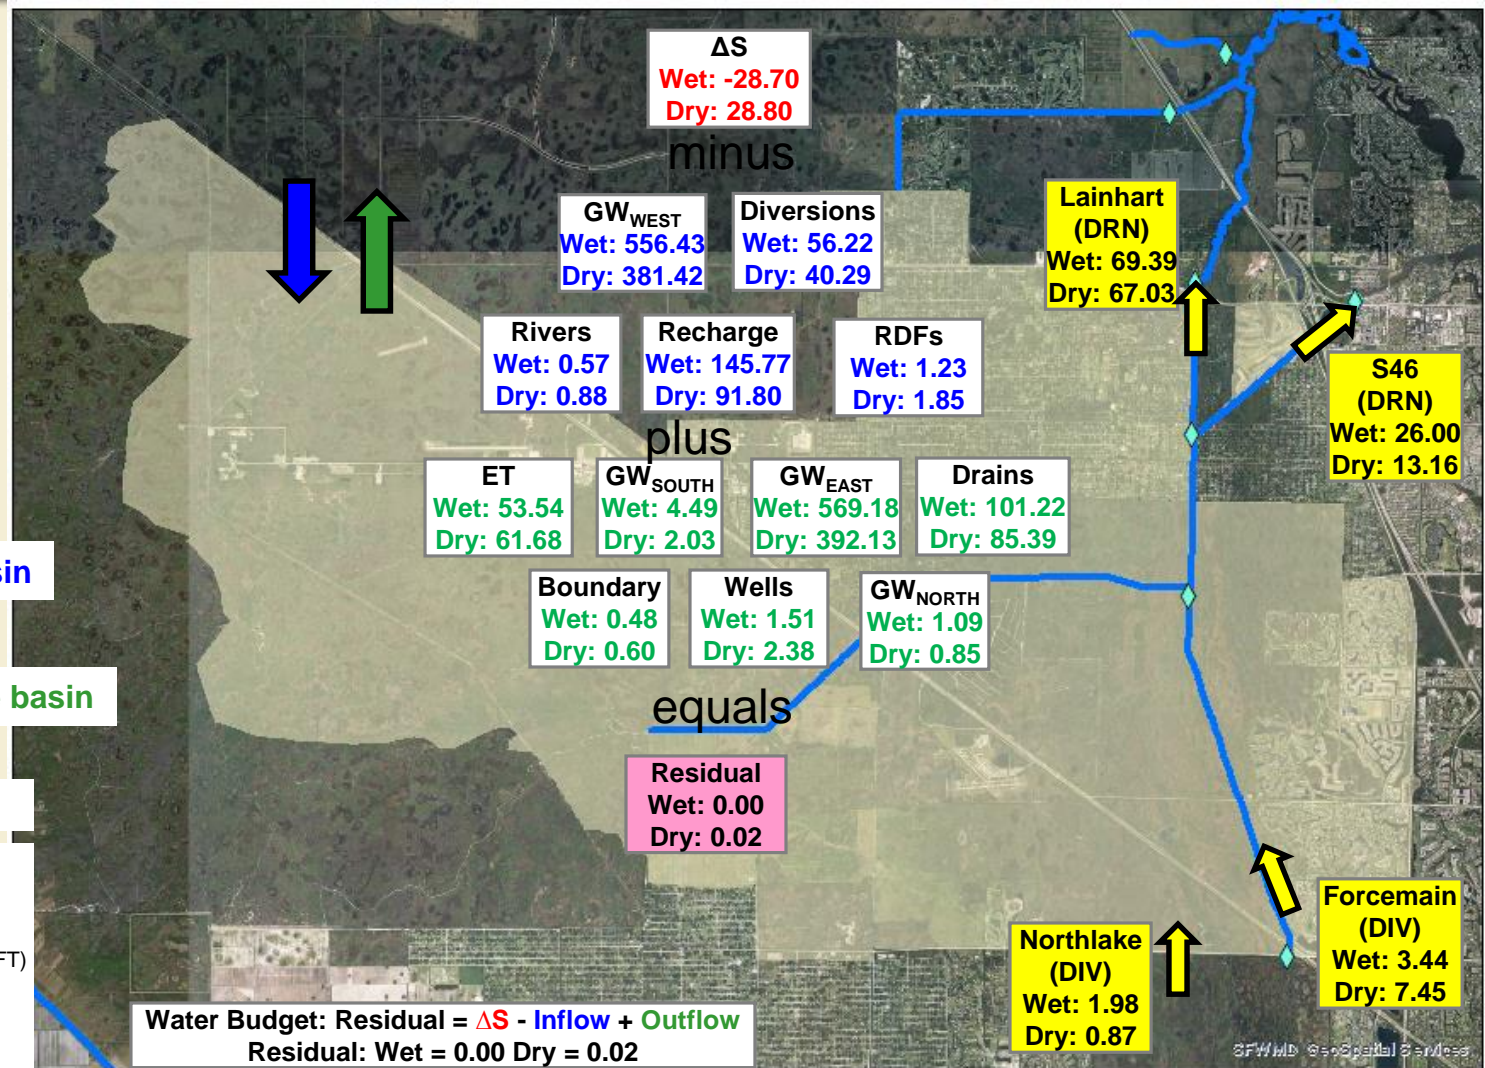 ΔS
Wet: -28.70
Dry: 28.80
minus
GWWEST
Wet: 556.43
Dry: 381.42
Diversions
Wet: 56.22
Dry: 40.29
Lainhart
(DRN)
Wet: 69.39
Dry: 67.03
Rivers
Wet: 0.57
Dry: 0.88
Recharge
Wet: 145.77
Dry: 91.80
RDFs
Wet: 1.23
Dry: 1.85
S46
(DRN)
Wet: 26.00
Dry: 13.16
plus
ET
Wet: 53.54
Dry: 61.68
GWSOUTH
Wet: 4.49
Dry: 2.03
GWEAST
Wet: 569.18
Dry: 392.13
Drains
Wet: 101.22
Dry: 85.39
Boundary
Wet: 0.48
Dry: 0.60
Wells
Wet: 1.51
Dry: 2.38
GWNORTH
Wet: 1.09
Dry: 0.85
basin
equals
Residual
Wet: 0.00
Dry: 0.02
Northlake
(DIV)
Wet: 1.98
Dry: 0.87
Forcemain
(DIV)
Wet: 3.44
Dry: 7.45
Water Budget: Residual = ΔS - Inflow + Outflow
Residual: Wet = 0.00 Dry = 0.02
SFWMD GeoSpatial Services